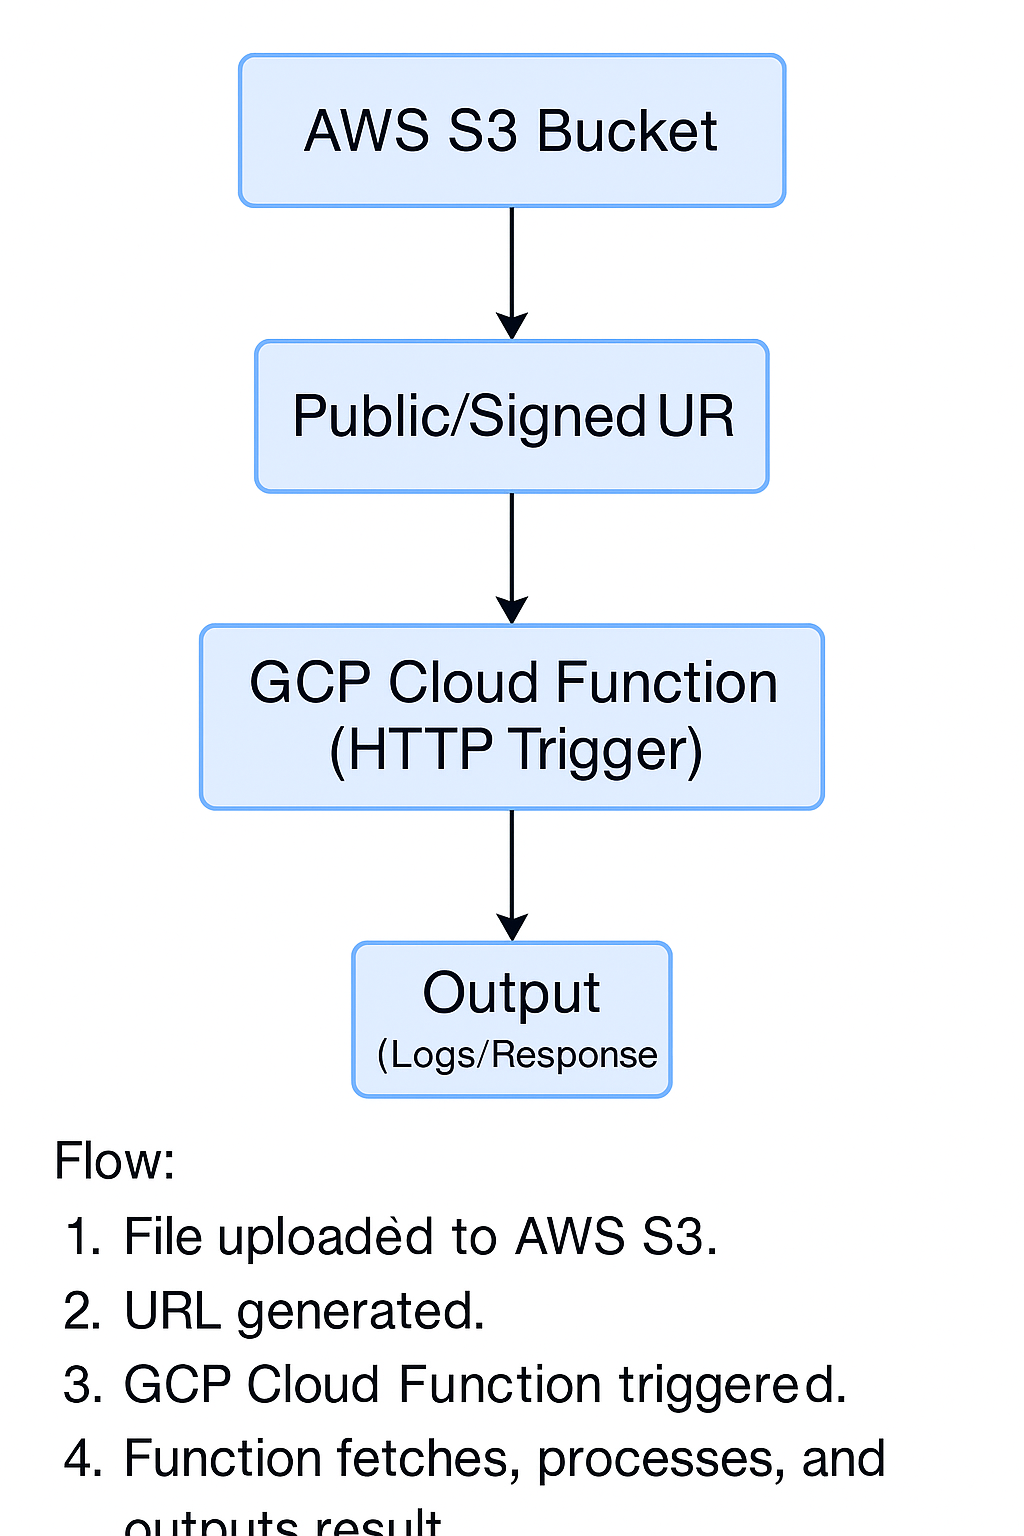 AWS S3 Bucket
Public/Signed UR
GCP Cloud Function
(HTTP Trigger)
Output
(Logs/Response
Flow:
1. File uploadèd to AWS S3.
2. URL generated.
3. GCP Cloud Function triggered.
4. Function fetches, processes, and
outputs result